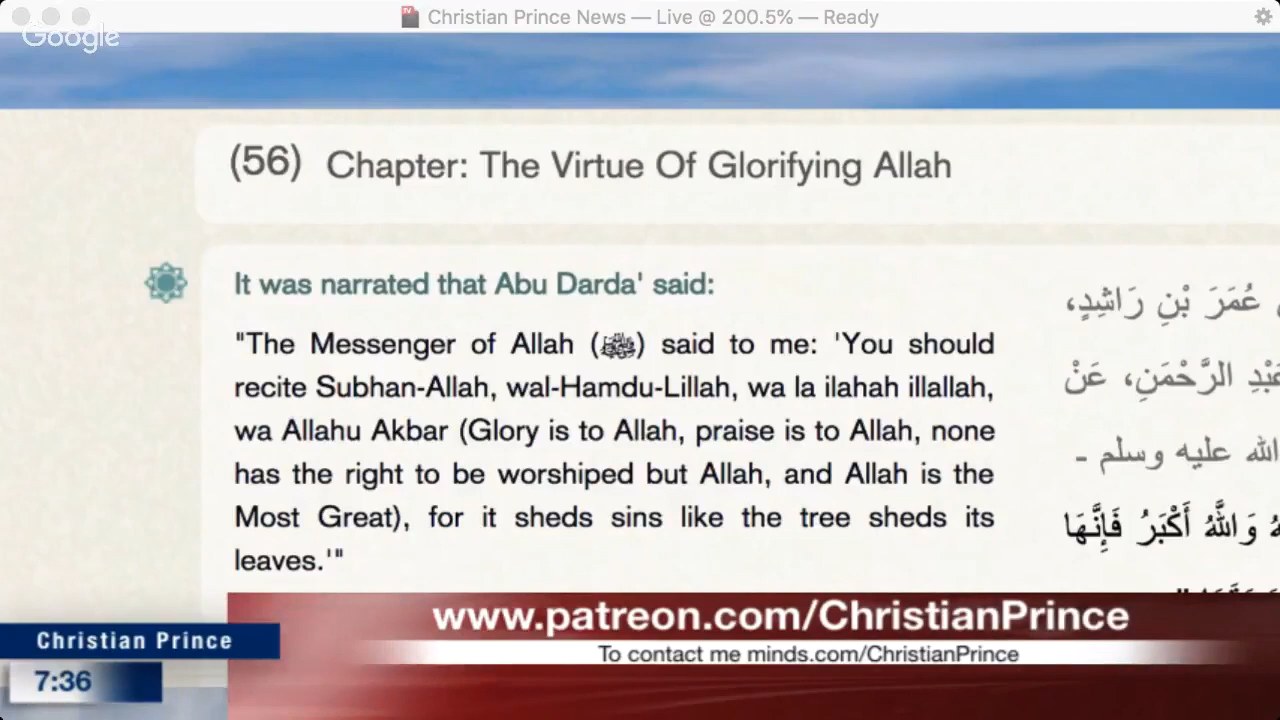 Christian Prince News — Live @ 200.5% — Ready
Google
(56) Chapter: The Virtue Of Glorifying Allah
It was narrated that Abu Darda' said:
"The Messenger of Allah (ﷺ) said to me: 'You should
recite Subhan-Allah, wal-Hamdu-Lillah, wa la ilahah illallah,
wa Allahu Akbar (Glory is to Allah, praise is to Allah, none
has the right to be worshiped but Allah, and Allah is the
Most Great), for it sheds sins like the tree sheds its
leaves.'"
عُمَرَ بْنِ رَاشِدٍ،
الرَّحْمَنِ، عَنْ
الله عليه وسلم -
وَاللَّهُ أَكْبَرُ فَإِنَّهَا
www.patreon.com/ChristianPrince
To contact me minds.com/ChristianPrince
Christian Prince
7:36